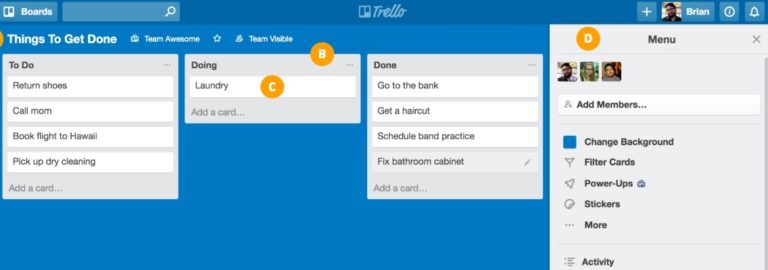 Boards
Trello
Brian
Things To Get Done
Team Awesome
Team Visible
B
D
Menu
To Do
Return shoes
Call mom
Book flight to Hawaii
Pick up dry cleaning
Add a card...
Doing
Laundry
C
Add a card...
Done
Go to the bank
Get a haircut
Schedule band practice
Fix bathroom cabinet
Add a card...
Add Members...
Change Background
Filter Cards
Power-Ups
Stickers
More
Activity